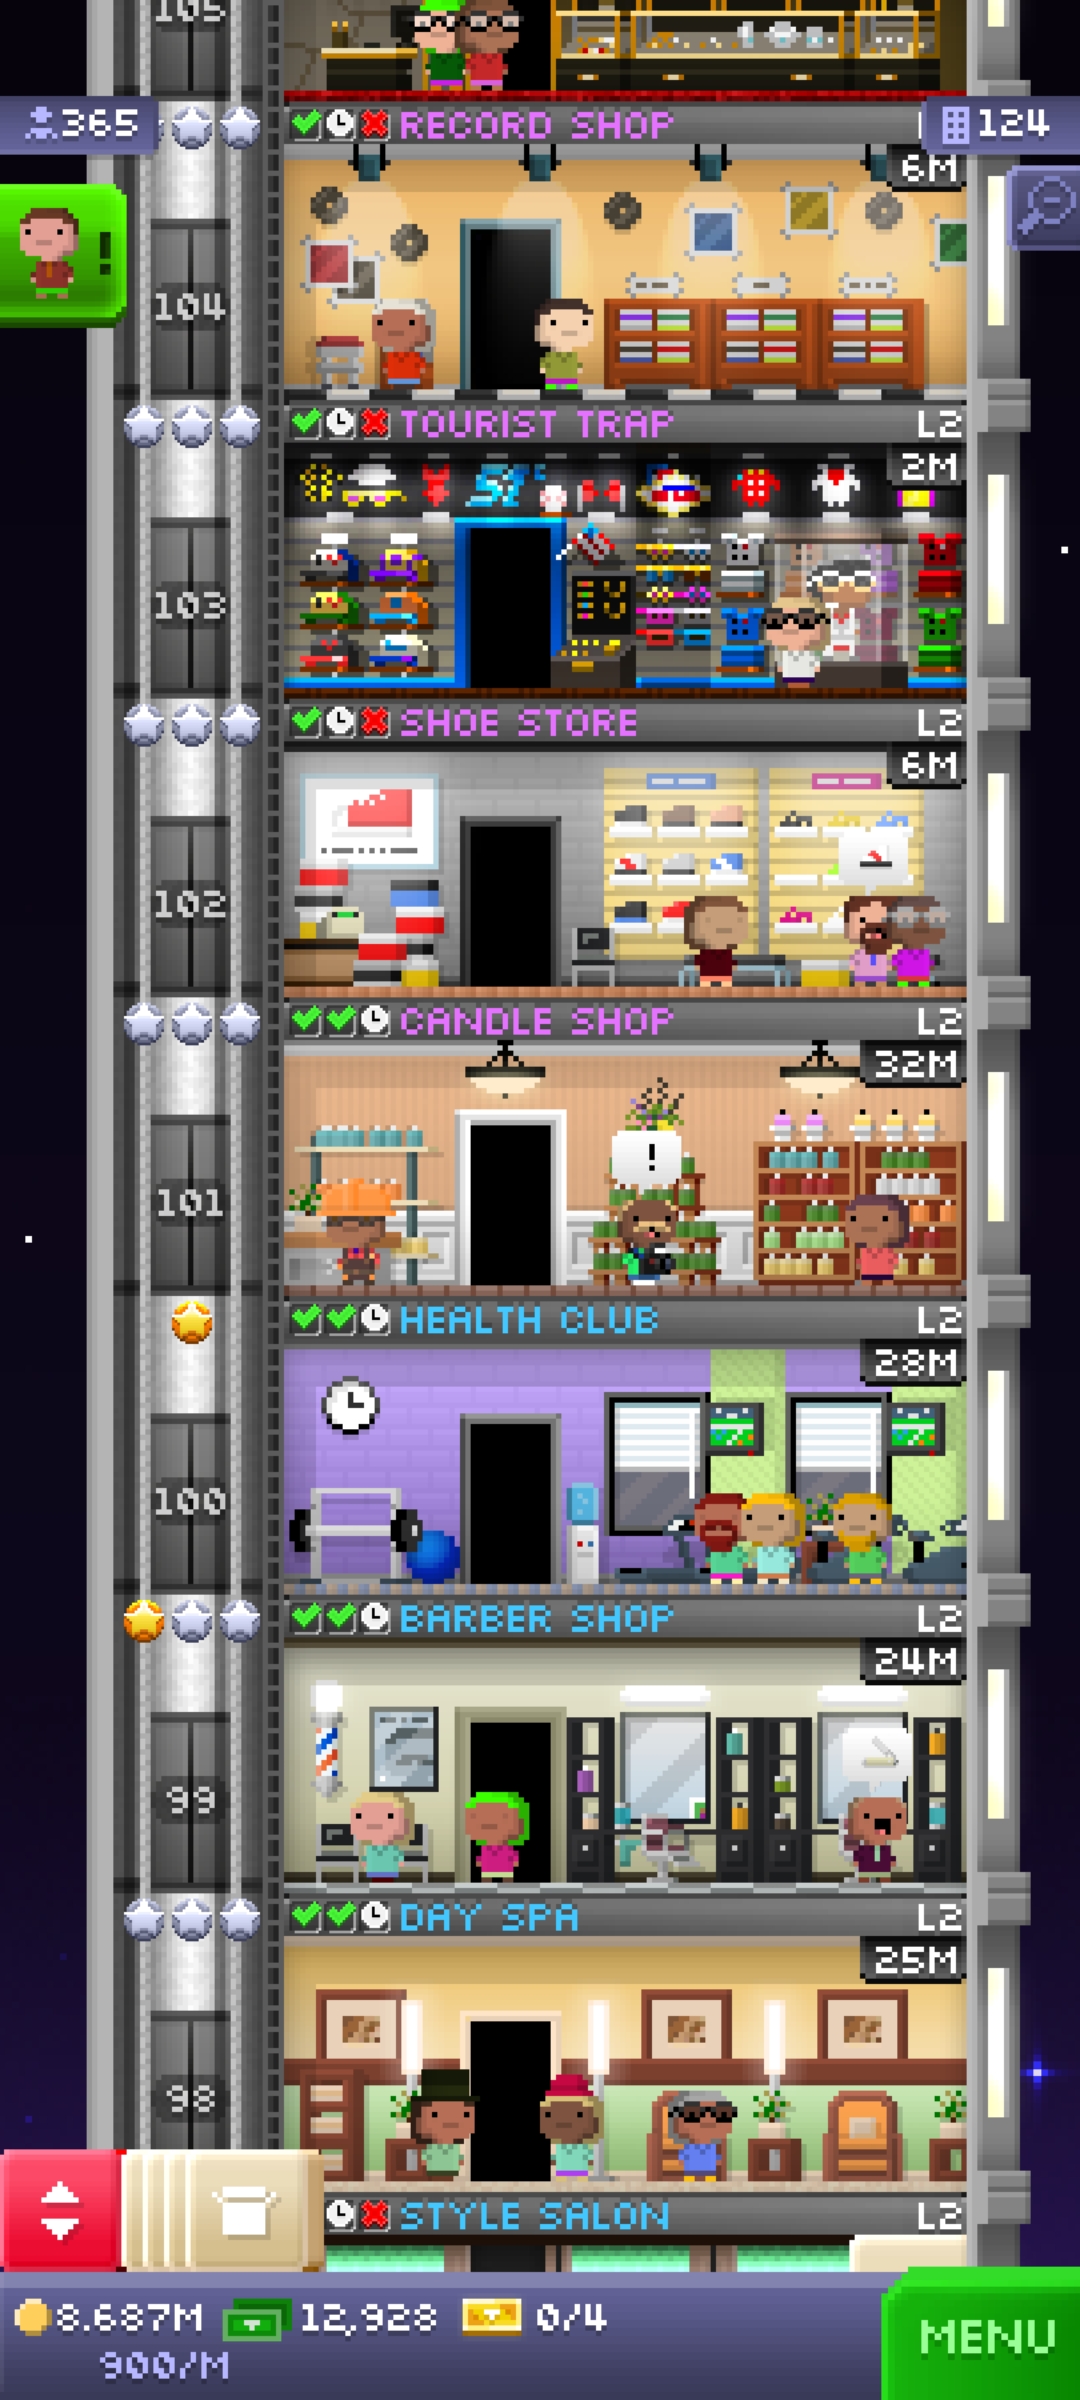 105
365
RECORD SHOP
124
6M
!
104
TOURIST TRAP L2
2M
103
SHOE STORE L2
6M
102
CANDLE SHOP L2
32M
!
101
HEALTH CLUB L2
28M
100
BARBER SHOP L2
24M
99
DAY SPA L2
25M
98
STYLE SALON L2
8.687M 12,928 0/4
900/M
MENU